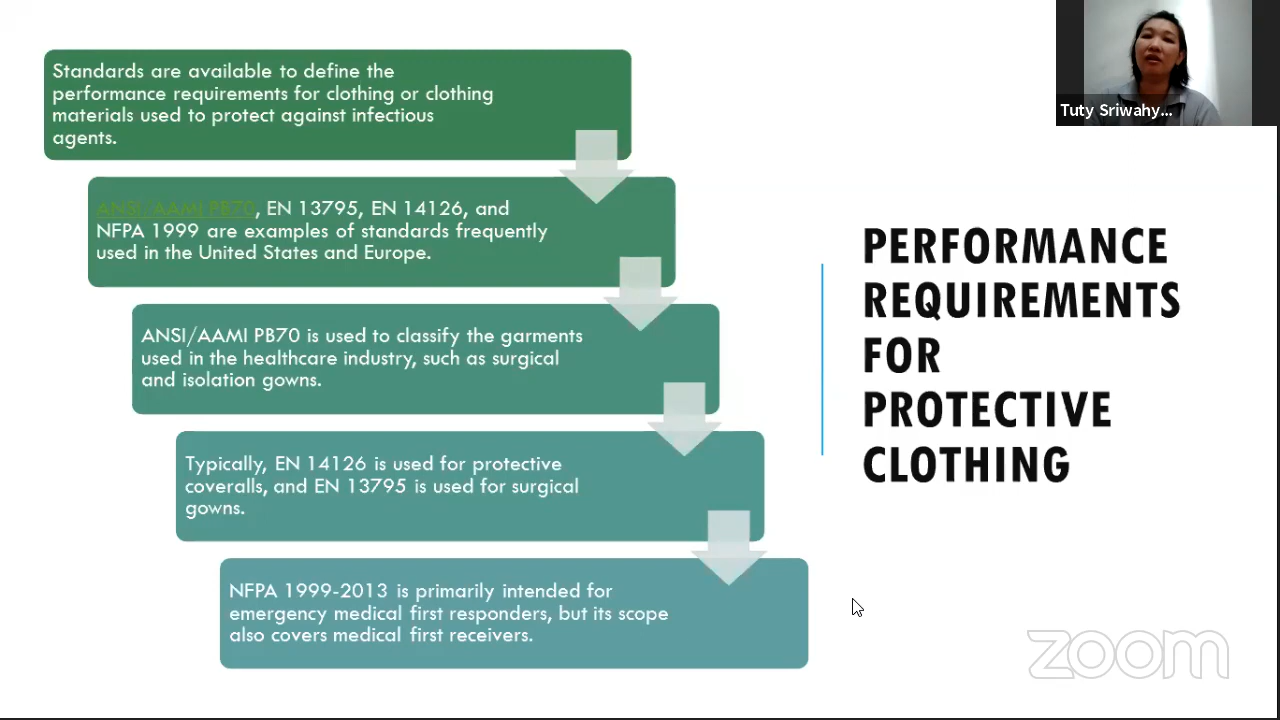 Standards are available to define the
performance requirements for clothing or clothing
materials used to protect against infectious
agents.
ANSI/AAMI PB70, EN 13795, EN 14126, and
NFPA 1999 are examples of standards frequently
used in the United States and Europe.
ANSI/AAMI PB70 is used to classify the garments
used in the healthcare industry, such as surgical
and isolation gowns.
Typically, EN 14126 is used for protective
coveralls, and EN 13795 is used for surgical
gowns.
NFPA 1999-2013 is primarily intended for
emergency medical first responders, but its scope
also covers medical first receivers.
PERFORMANCE
REQUIREMENTS
FOR
PROTECTIVE
CLOTHING
Tuty Sriwahy...
zoom